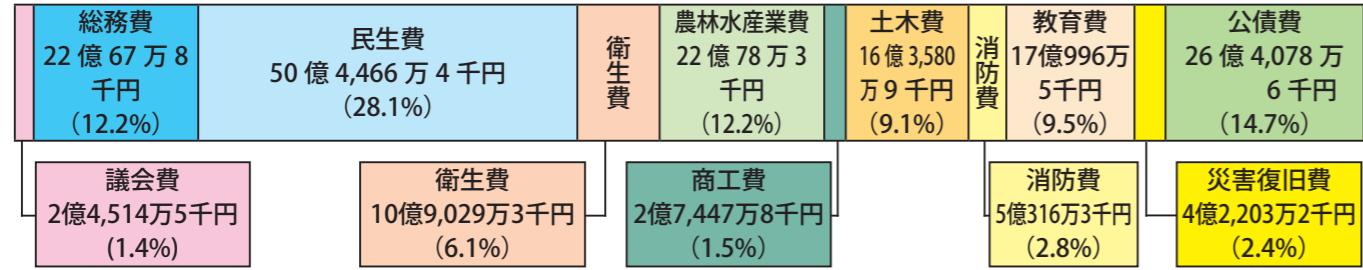 総務費
22 億 67 万 8
千円
（12.2%）
民生費
50 億 4,466 万 4 千円
（28.1%）
衛生費
農林水産業費
22 億 78 万 3
千円
（12.2%）
土木費
16 億 3,580
万 9 千円
（9.1%）
消防費
教育費
17億996万
5千円
（9.5%）
公債費
26 億 4,078 万
6 千円
（14.7%）
議会費
2億4,514万5千円
(1.4%)
衛生費
10億9,029万3千円
（6.1%）
商工費
2億7,447万8千円
（1.5%）
消防費
5億316万3千円
（2.8%）
災害復旧費
4億2,203万2千円
（2.4%）